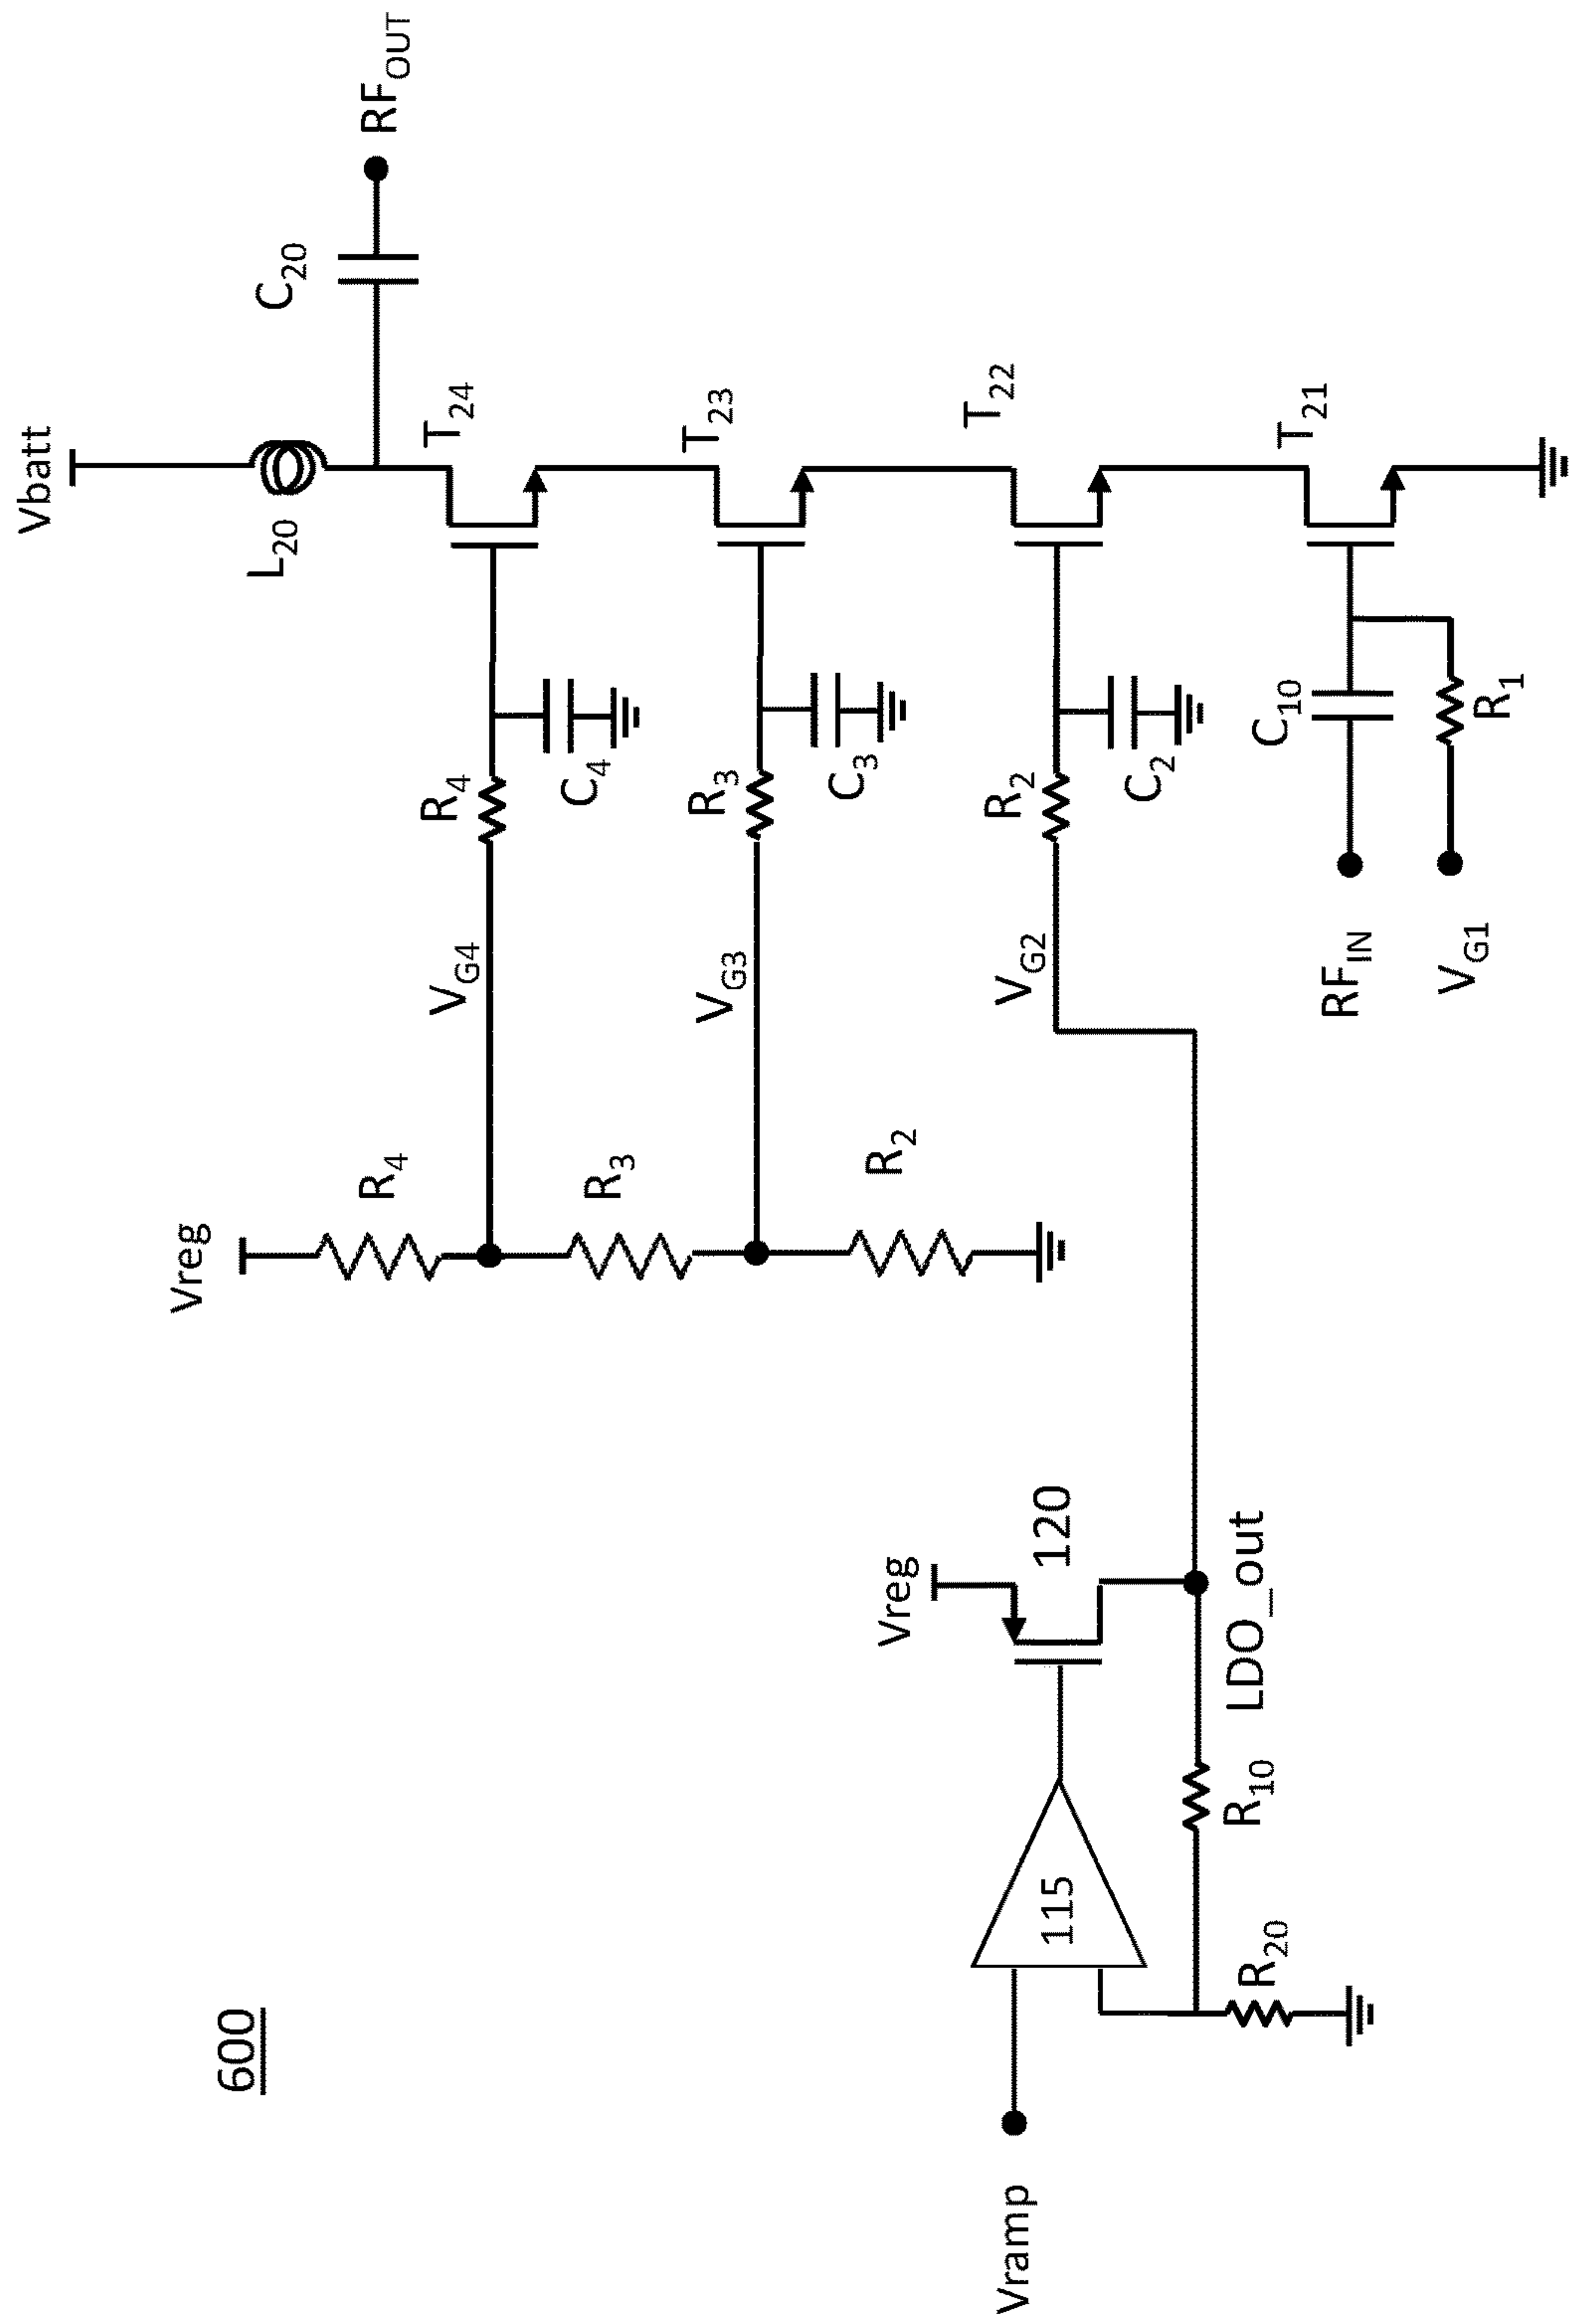 600
Vbatt
L20
C20
RFOUT
T24
Vreg
R4
VG4
R4
C4
T23
R3
VG3
R3
C3
R2
T22
VG2
R2
C2
T21
C10
RFIN
R1
VG1
Vreg
120
115
Vramp
LDO_out
R10
R20